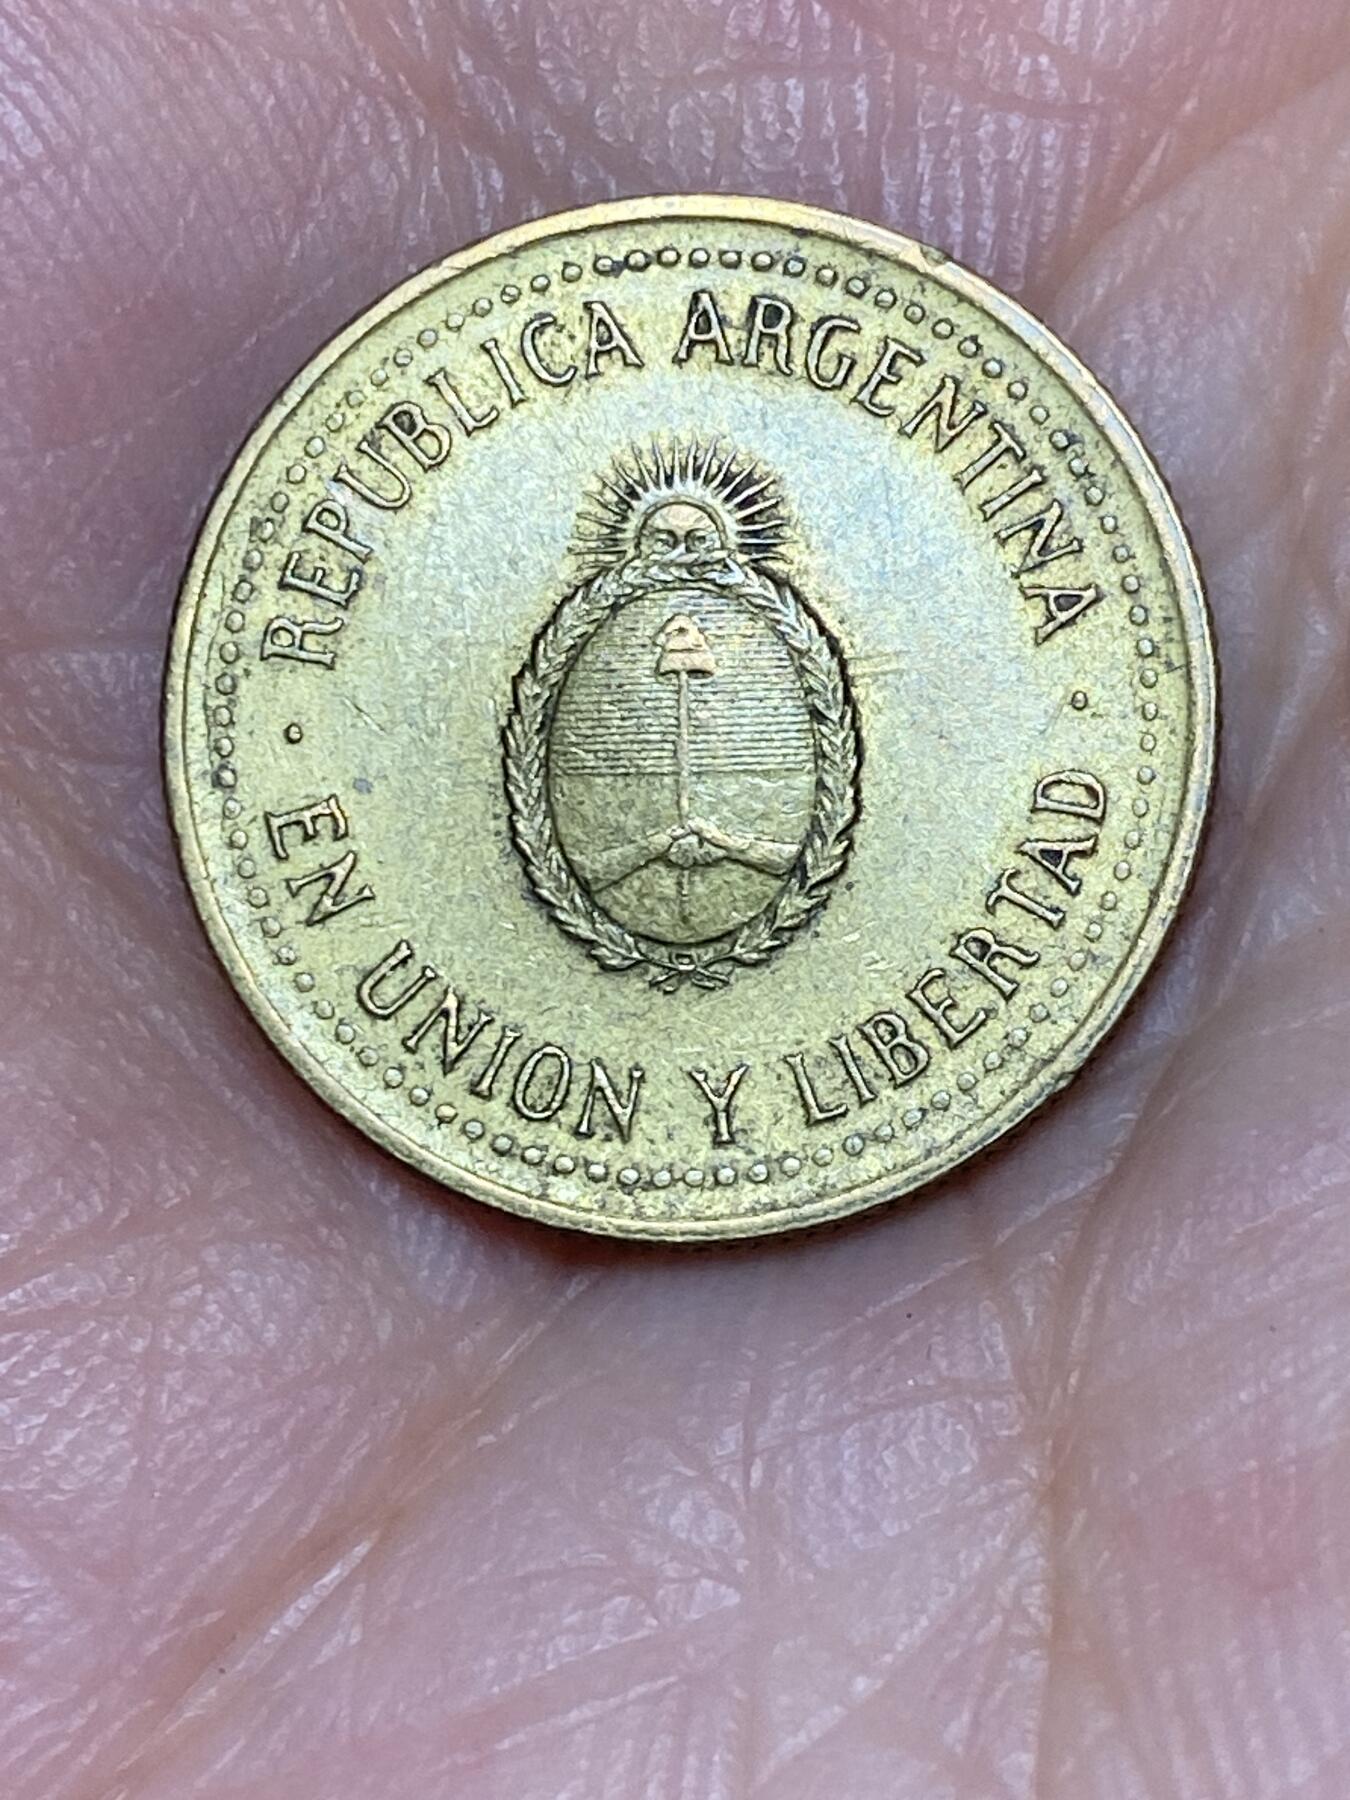 REPUBLICA ARGENTINA
· EN UNION Y LIBERTAD ·